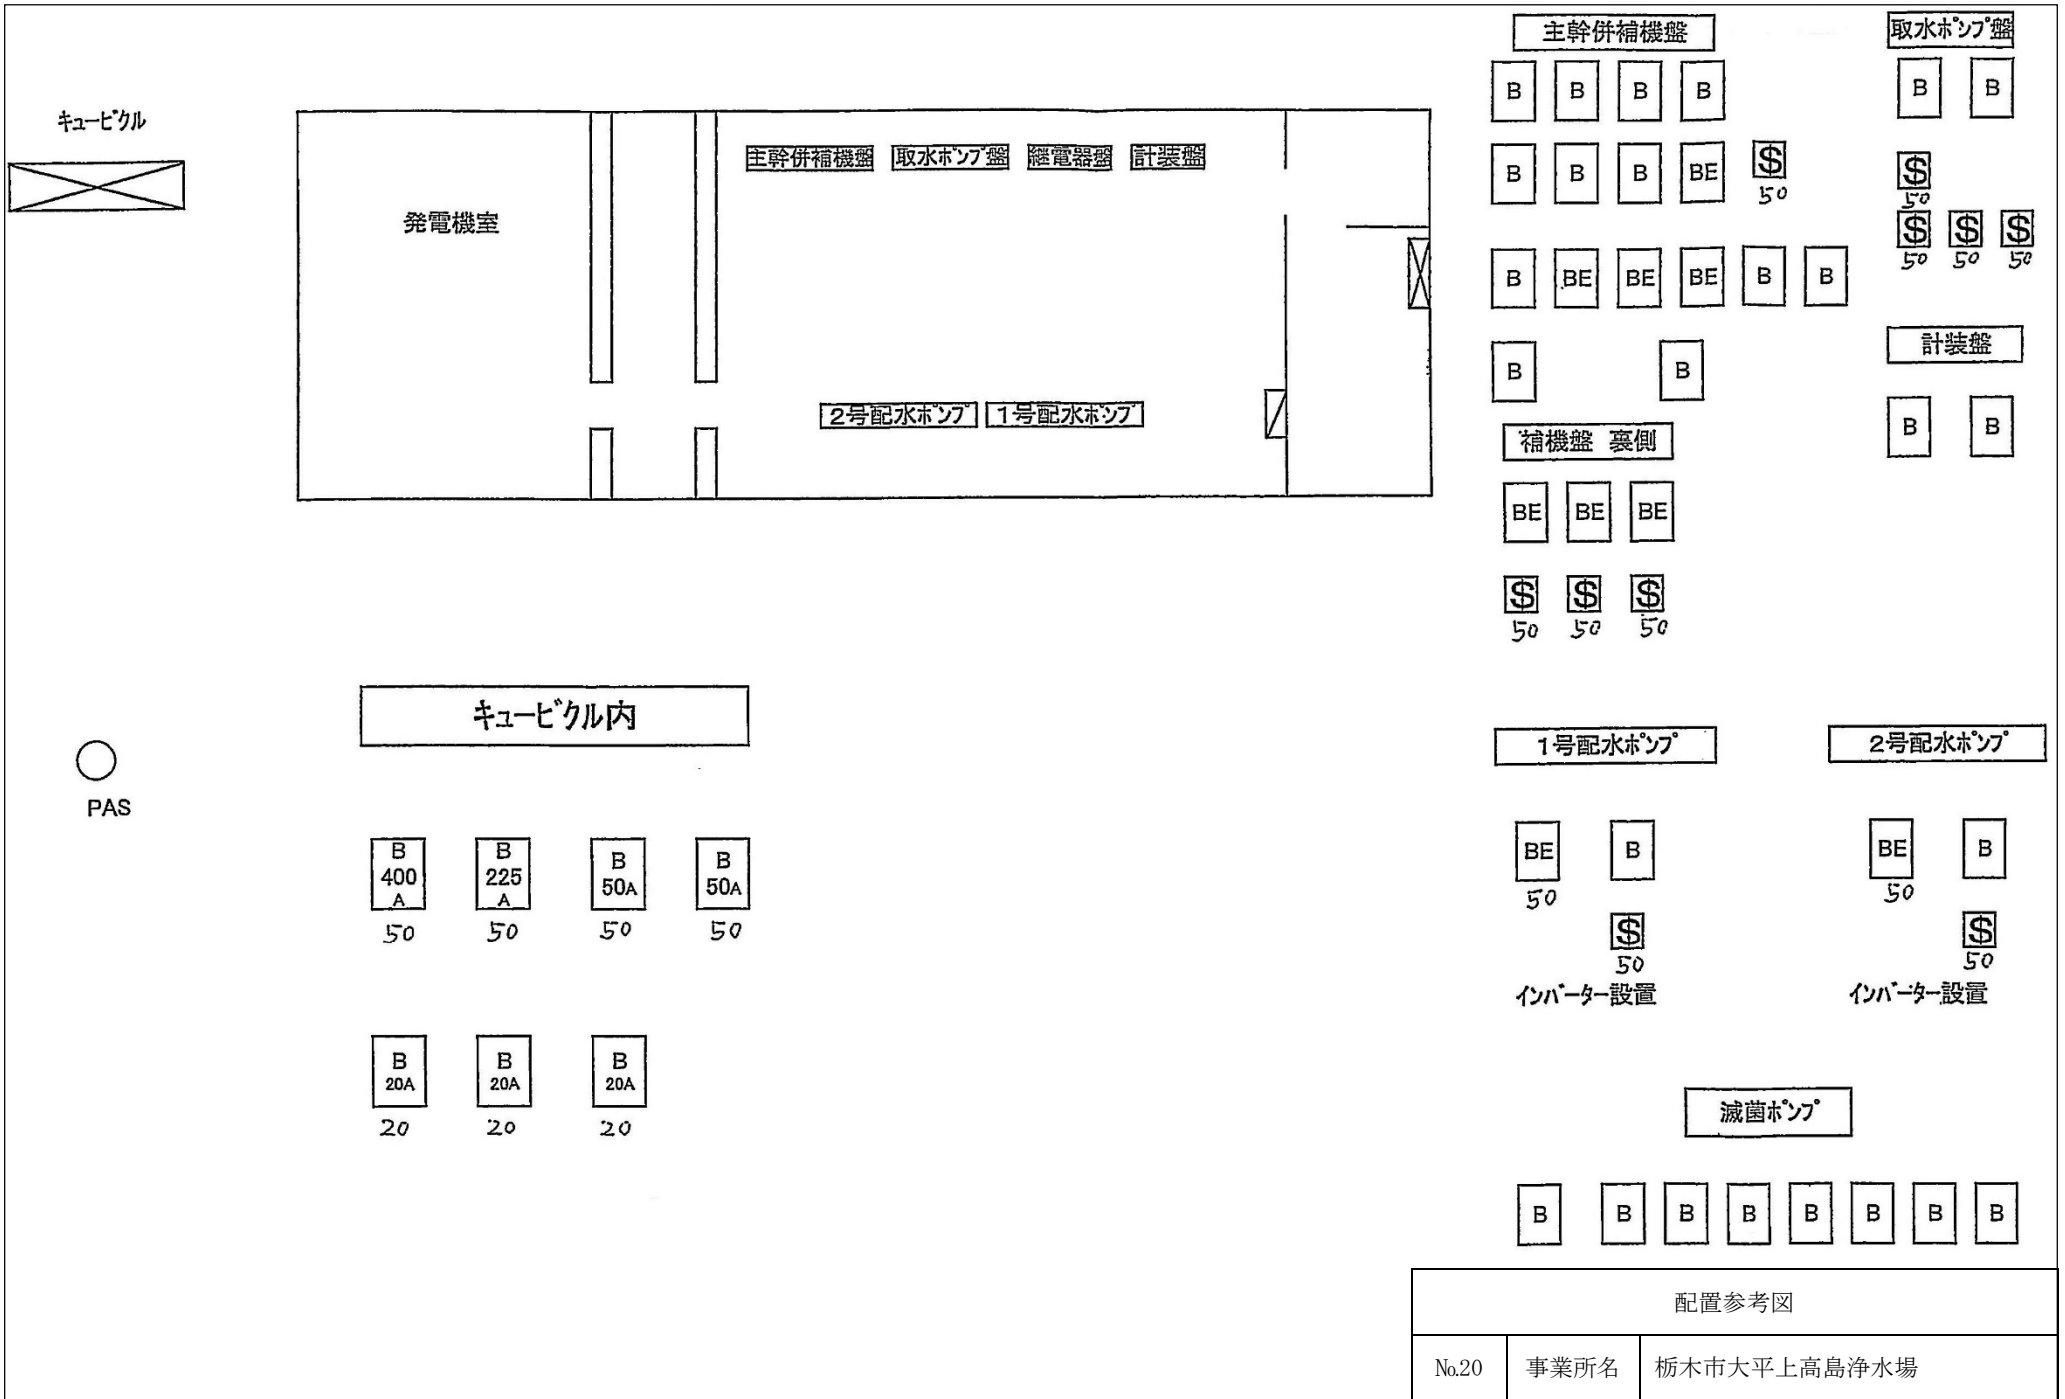 キュービクル
発電機室
主幹併補機盤 取水ポンプ盤 継電器盤 計装盤
2号配水ポンプ 1号配水ポンプ
PAS
キュービクル内
B 400 A
50
B 225 A
50
B 50A
50
B 50A
50
B 20A
20
B 20A
20
B 20A
20
主幹併補機盤
B B B B
B B B BE $
50
B BE BE BE B B
B B
補機盤 裏側
BE BE BE
$ $ $
50 50 50
取水ポンプ盤
B B
$
50
$ $ $
50 50 50
計装盤
B B
1号配水ポンプ
BE B
50
$
50
インバーター設置
2号配水ポンプ
BE B
50
$
50
インバーター設置
滅菌ポンプ
B B B B B B B B
配置参考図
№20 事業所名 栃木市大平上高島浄水場